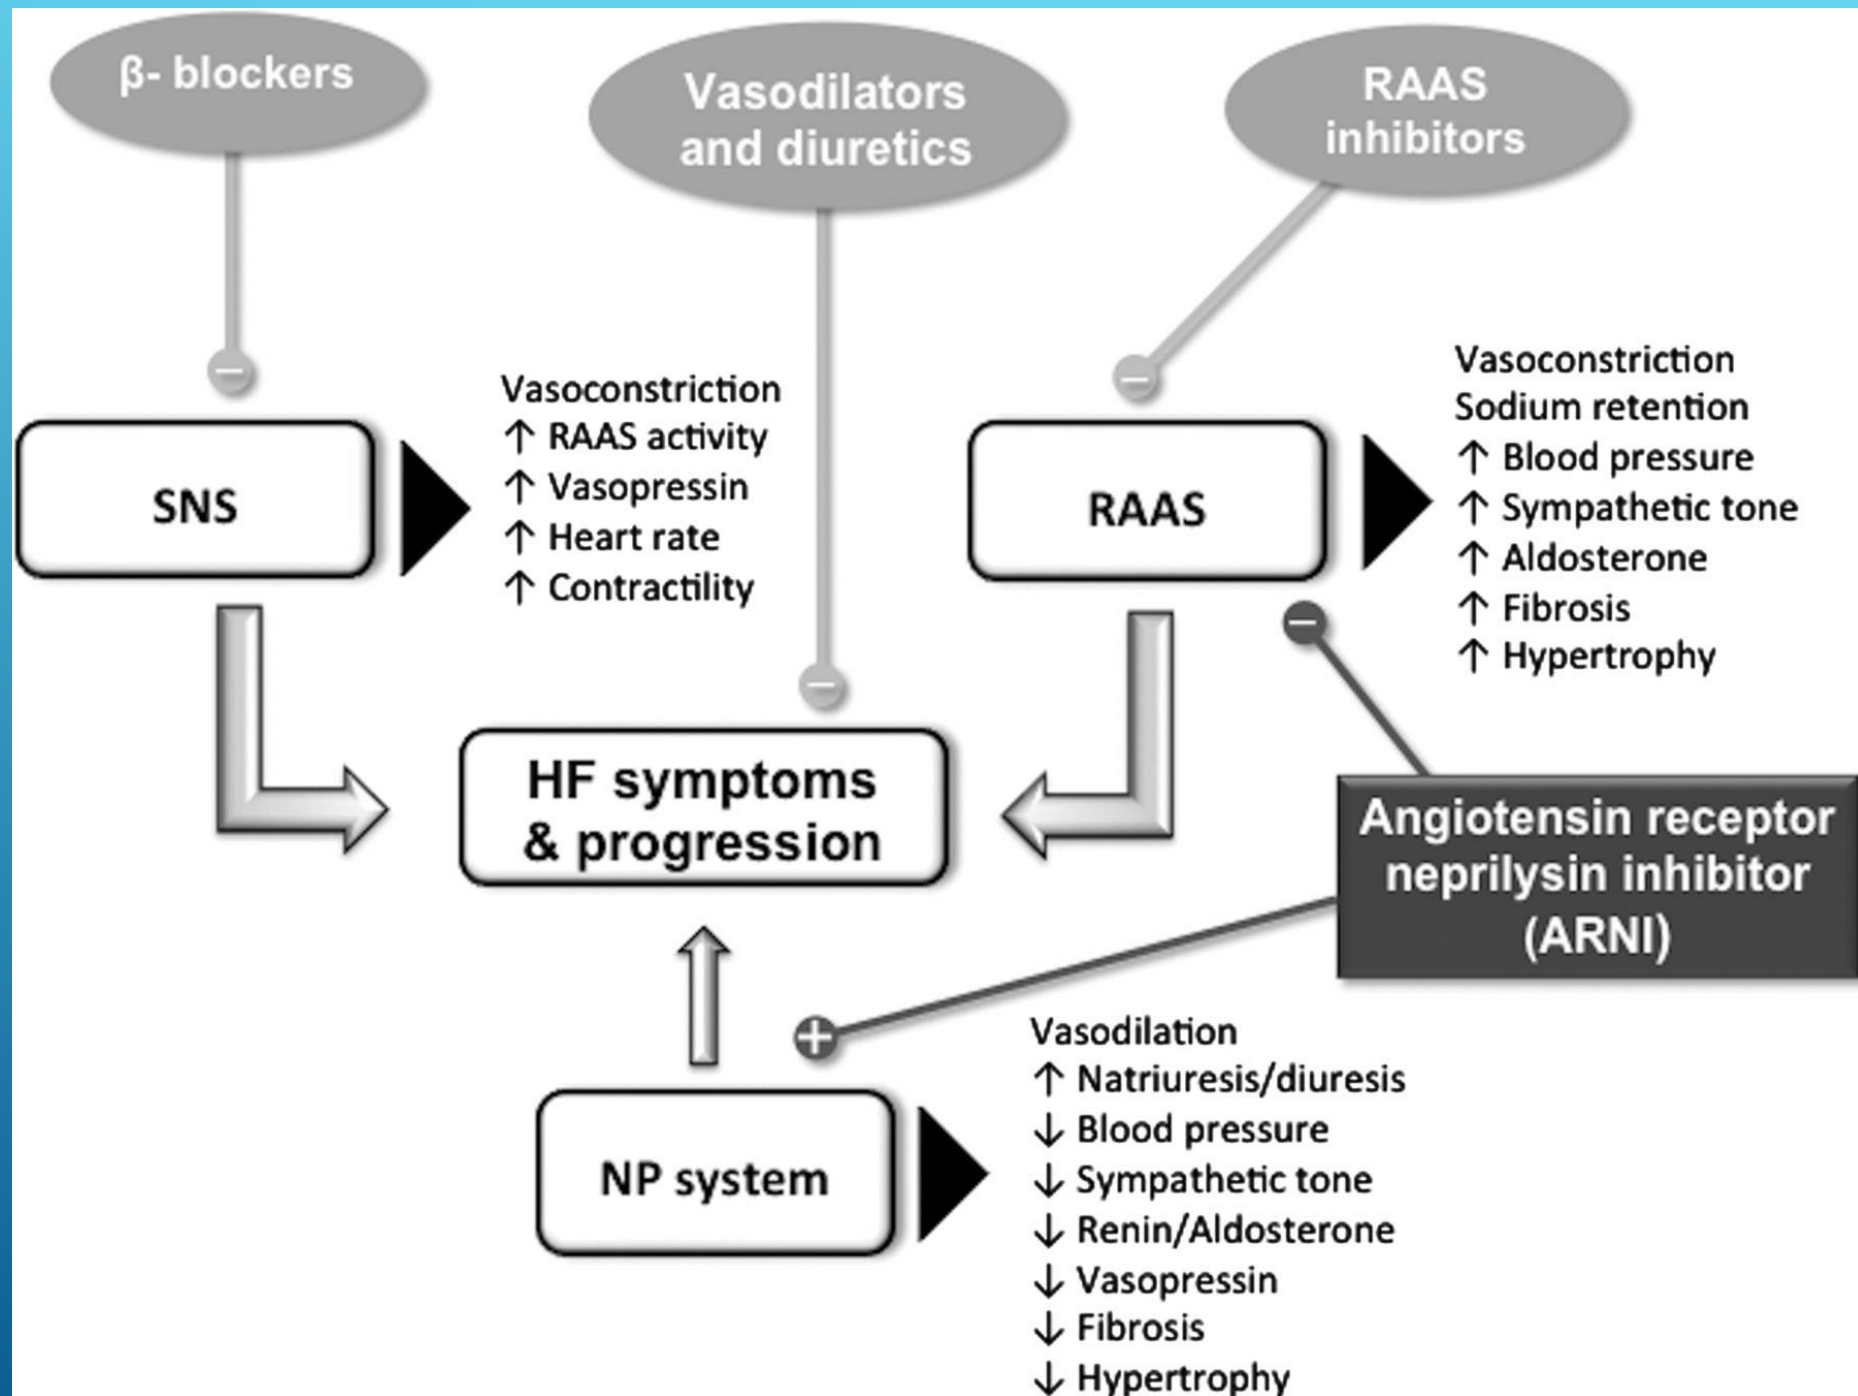 β- blockers
Vasodilators
and diuretics
RAAS
inhibitors
SNS
Vasoconstriction
↑ RAAS activity
↑ Vasopressin
↑ Heart rate
↑ Contractility
RAAS
Vasoconstriction
Sodium retention
↑ Blood pressure
↑ Sympathetic tone
↑ Aldosterone
↑ Fibrosis
↑ Hypertrophy
HF symptoms
& progression
Angiotensin receptor
neprilysin inhibitor
(ARNI)
NP system
Vasodilation
↑ Natriuresis/diuresis
↓ Blood pressure
↓ Sympathetic tone
↓ Renin/Aldosterone
↓ Vasopressin
↓ Fibrosis
↓ Hypertrophy